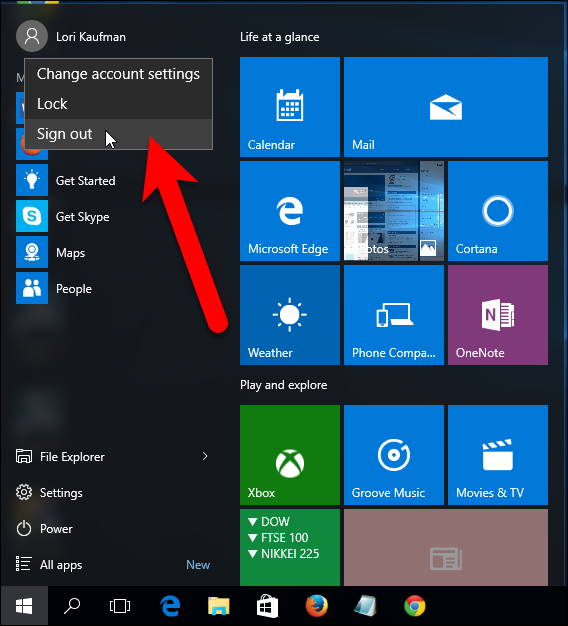 Lori Kaufman
Change account settings
Lock
Sign out
Get Started
Get Skype
Maps
People
File Explorer
Settings
Power
All apps
New
Life at a glance
Calendar
Mail
Microsoft Edge
Cortana
Weather
Phone Compa...
OneNote
Play and explore
Xbox
Groove Music
Movies & TV
▼ DOW
▼ FTSE 100
▼ NIKKEI 225